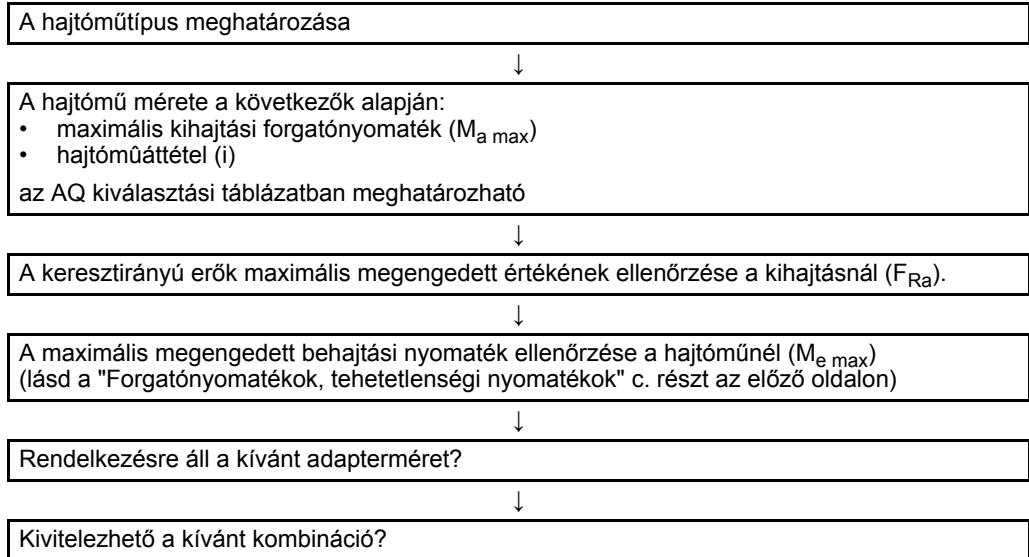 A hajtóműtípus meghatározása
↓
A hajtómű mérete a következők alapján:
• maximális kihajtási forgatónyomaték (Ma max)
• hajtómûáttétel (i)
az AQ kiválasztási táblázatban meghatározható
↓
A keresztirányú erők maximális megengedett értékének ellenőrzése a kihajtásnál (FRa).
↓
A maximális megengedett behajtási nyomaték ellenőrzése a hajtóműnél (Me max)
(lásd a "Forgatónyomatékok, tehetetlenségi nyomatékok" c. részt az előző oldalon)
↓
Rendelkezésre áll a kívánt adapterméret?
↓
Kivitelezhető a kívánt kombináció?